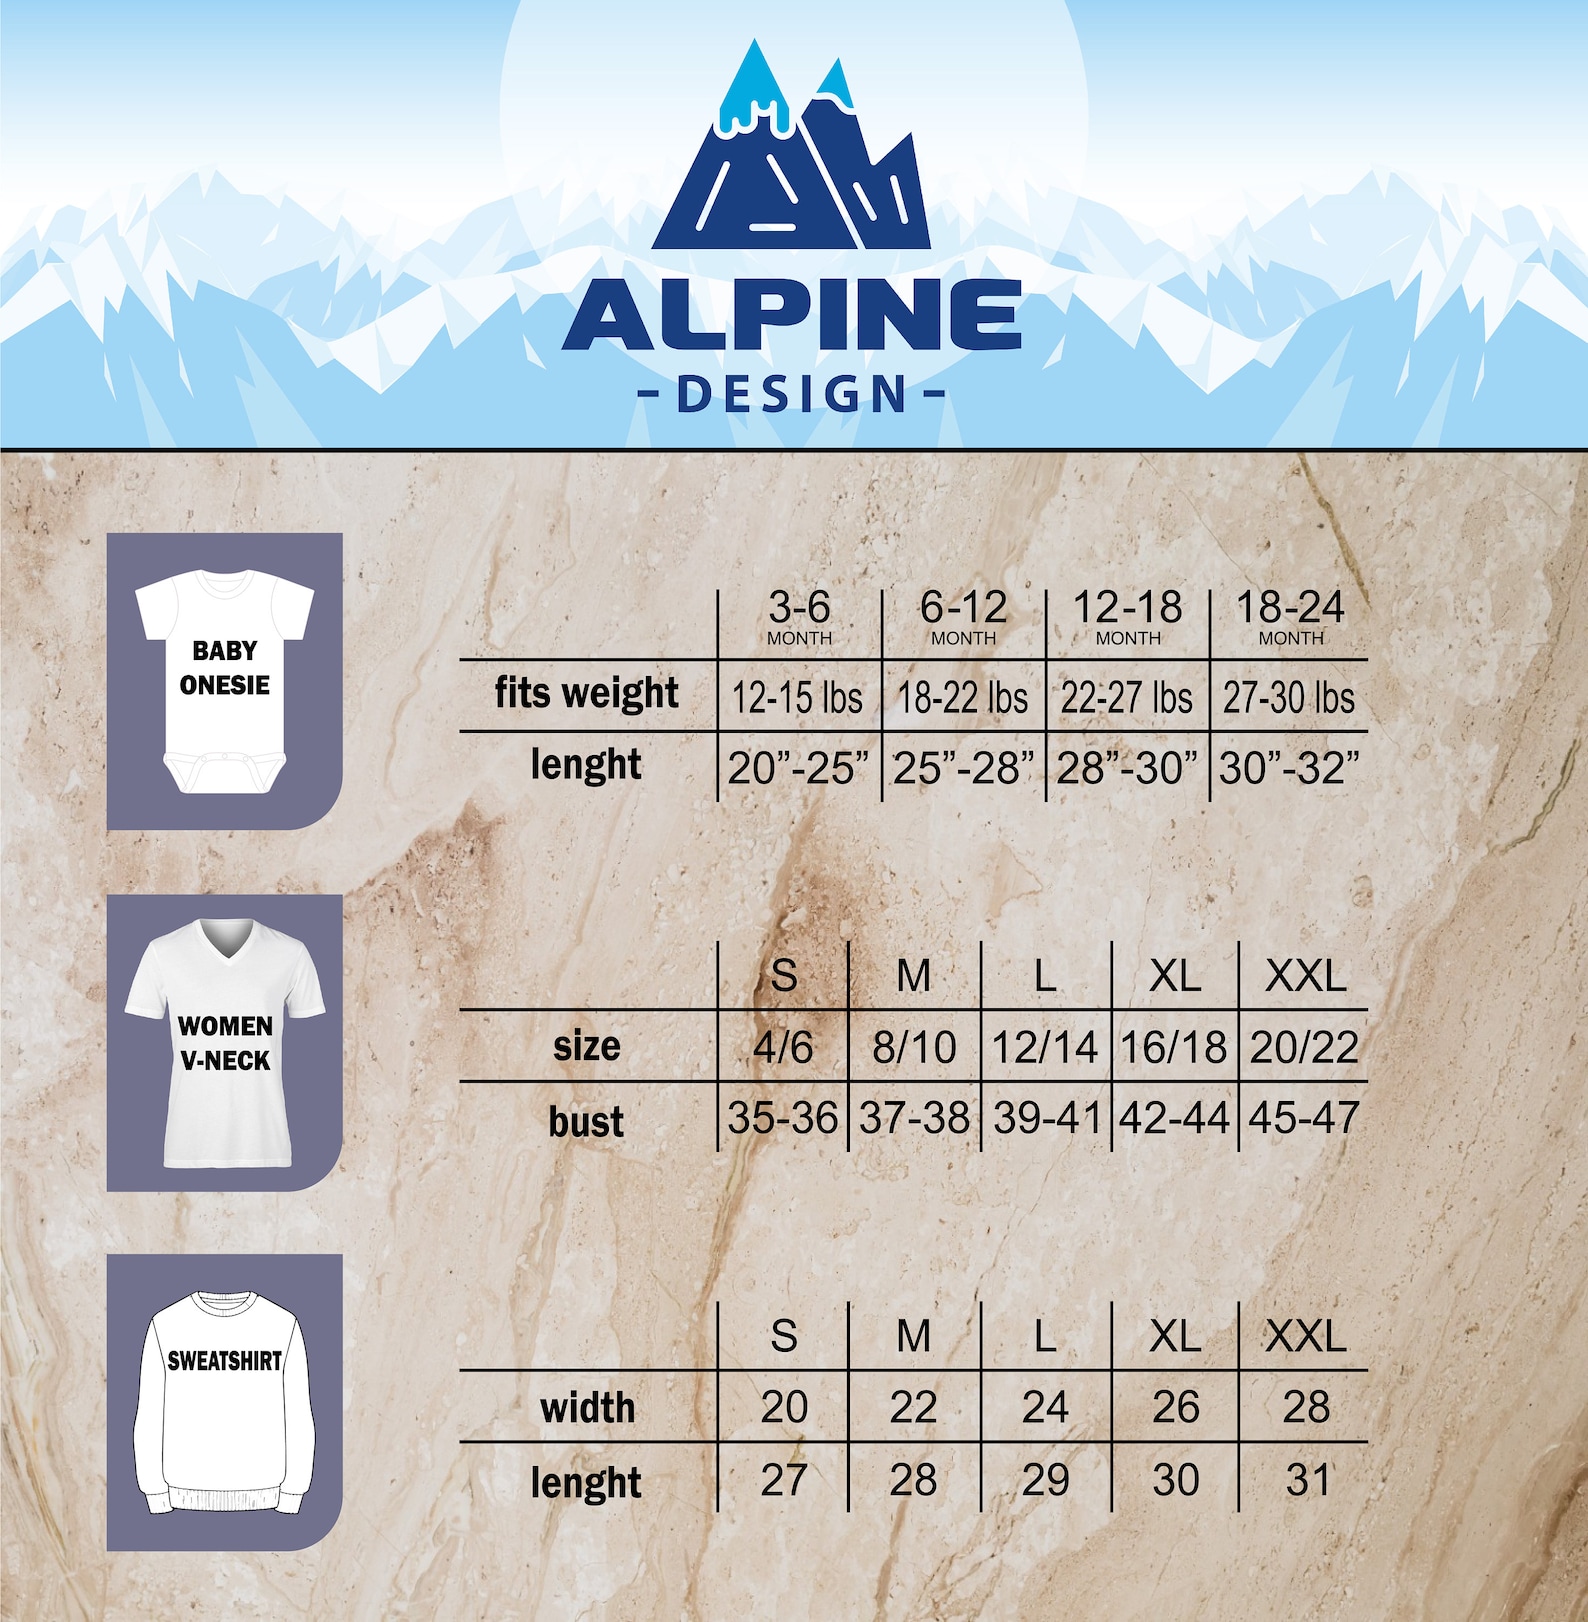 ALPINE
-DESIGN-
BABY
ONESIE
3-6 6-12 12-18 18-24
MONTH MONTH MONTH MONTH
fits weight 12-15 lbs 18-22 lbs 22-27 lbs 27-30 lbs
lenght 20”-25” 25”-28” 28”-30” 30”-32”
WOMEN
V-NECK
S M L XL XXL
size 4/6 8/10 12/14 16/18 20/22
bust 35-36 37-38 39-41 42-44 45-47
SWEATSHIRT
S M L XL XXL
width 20 22 24 26 28
lenght 27 28 29 30 31